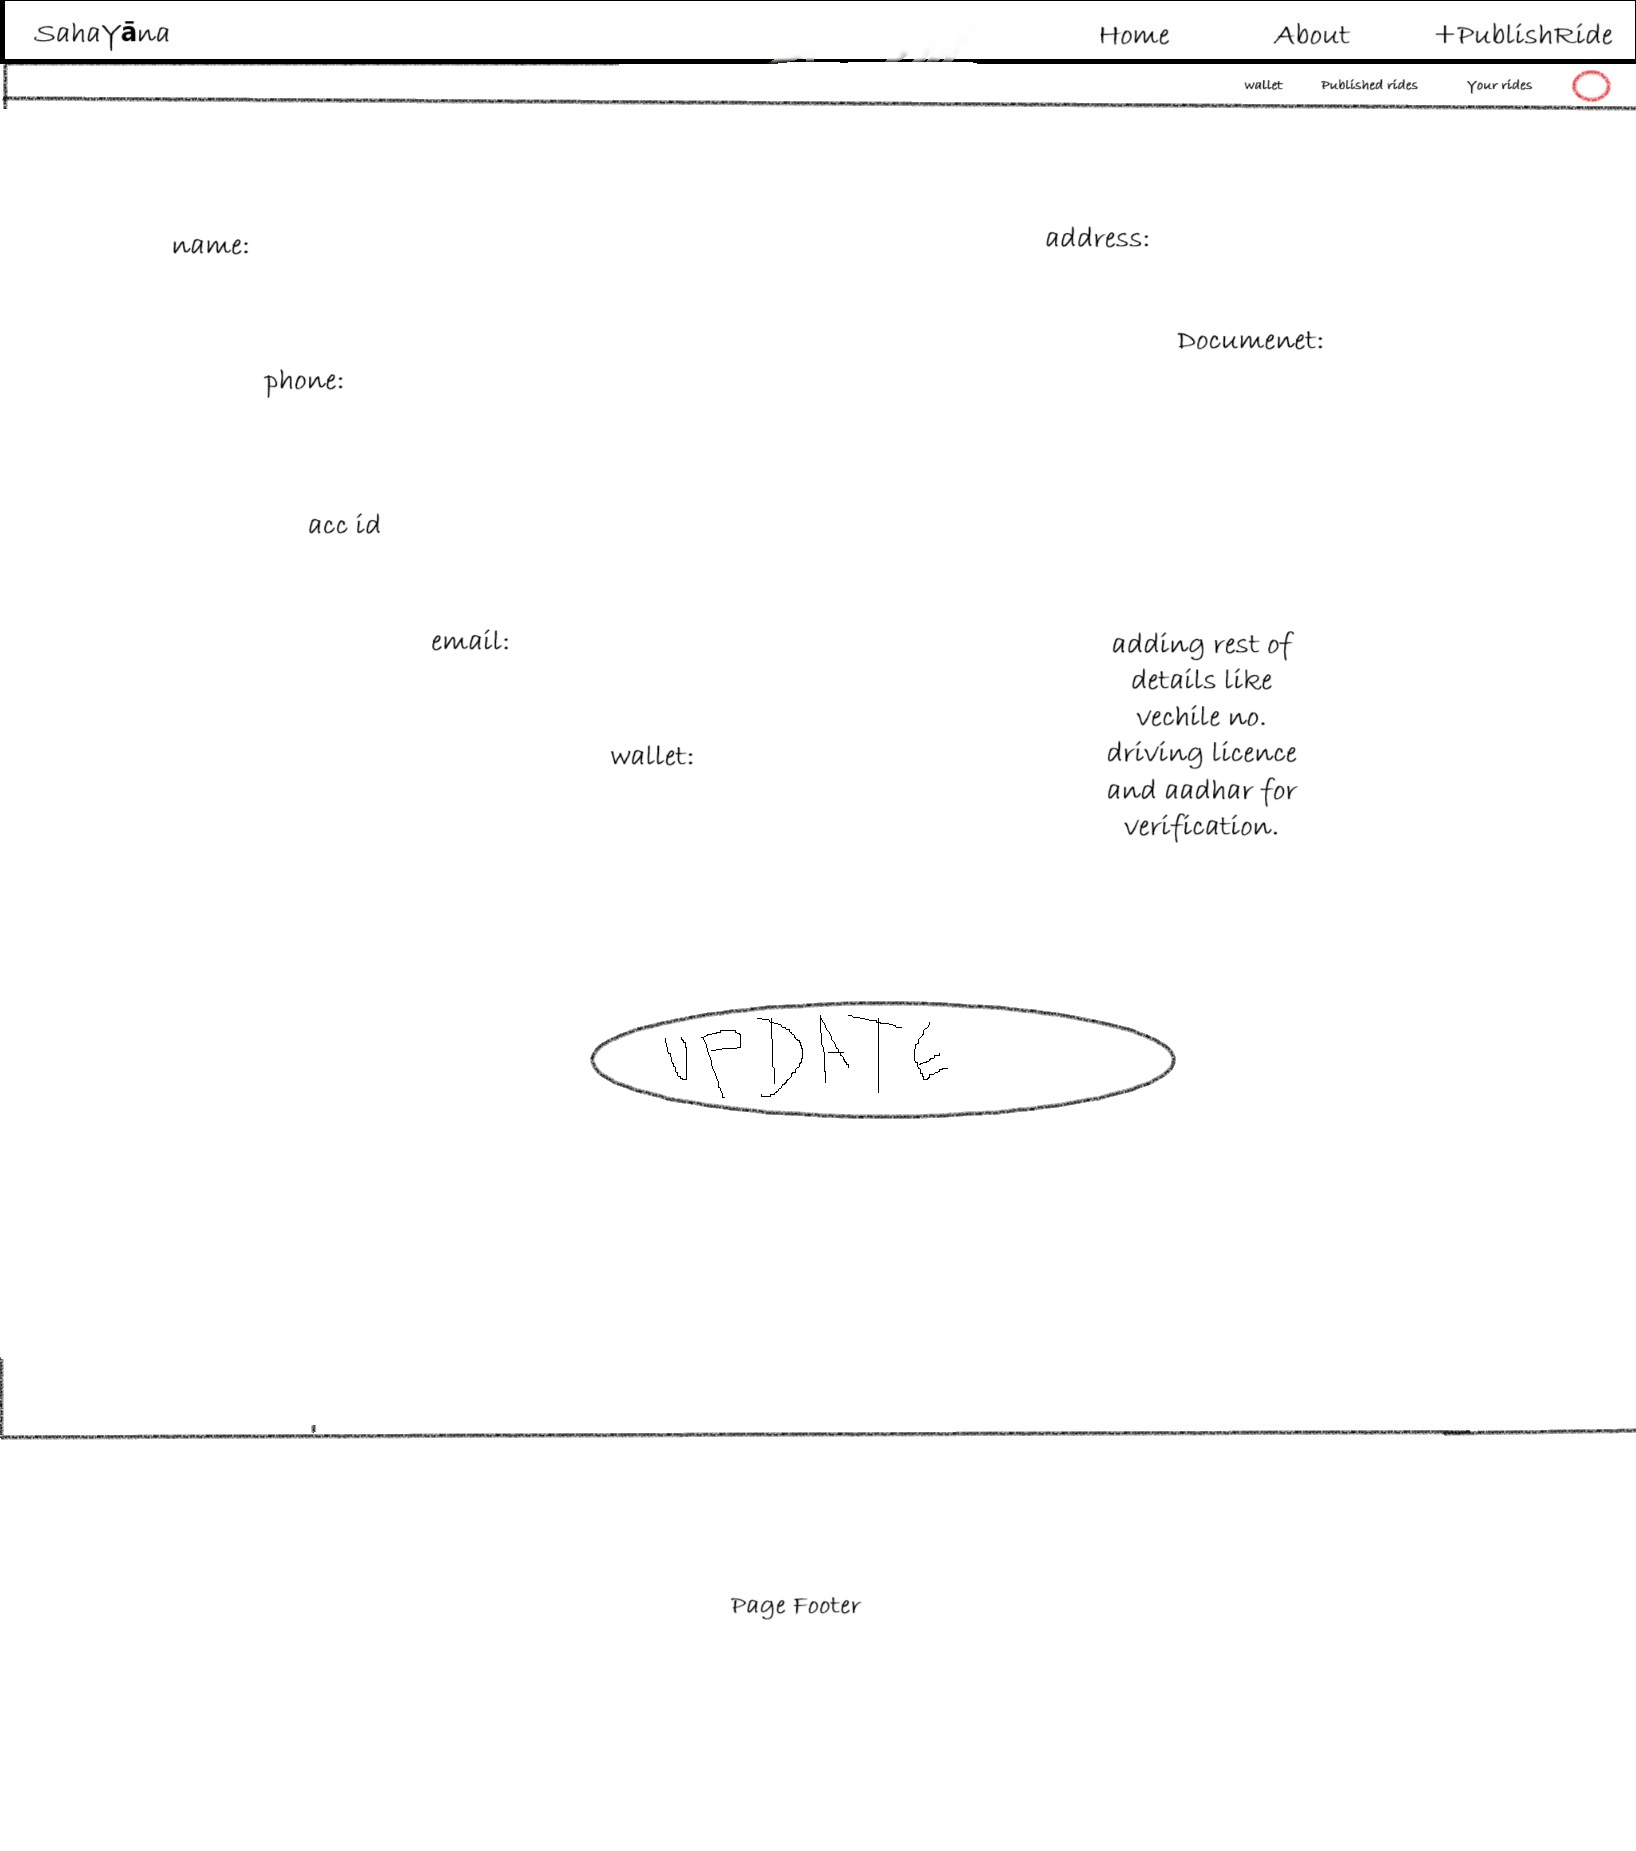 SahaYāna
Home
About
+PublishRide
wallet
Published rides
Your rides
name:
address:
Documenet:
phone:
acc id
email:
adding rest of
details like
vechile no.
driving licence
and aadhar for
verification.
wallet:
UPDATE
Page Footer